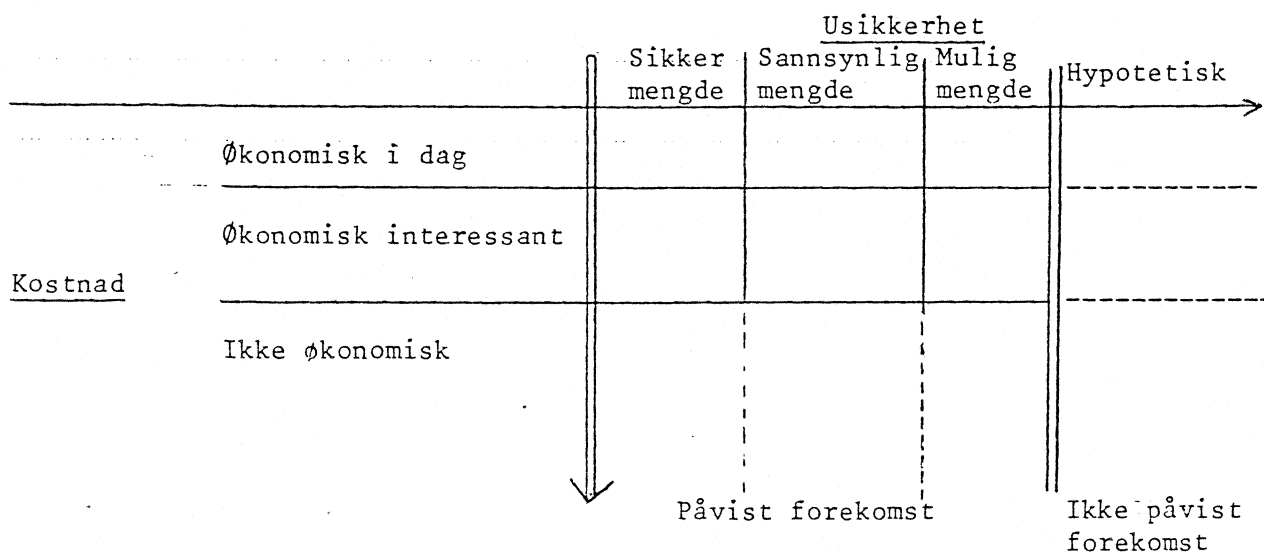 Usikkerhet
Sikker mengde
Sannsynlig mengde
Mulig mengde
Hypotetisk
Økonomisk i dag
Økonomisk interessant
Kostnad
Ikke økonomisk
Påvist forekomst
Ikke påvist
forekomst